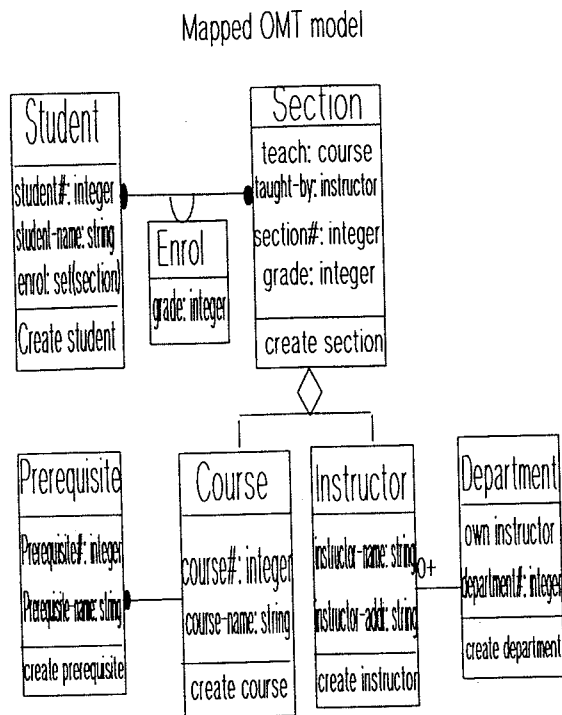 Mapped OMT model
Student
student#: integer
student-name: string
enrol: set(section)
Create student
Enrol
grade: integer
Section
teach: course
taught-by: instructor
section#: integer
grade: integer
create section
Prerequisite
Prerequisite#: integer
Prerequisite-name: string
create prerequisite
Course
course#: integer
course-name: string
create course
Instructor
instructor-name: string
instructor-addr: string
create instructor
0+
Department
own instructor
department#: integer
create department